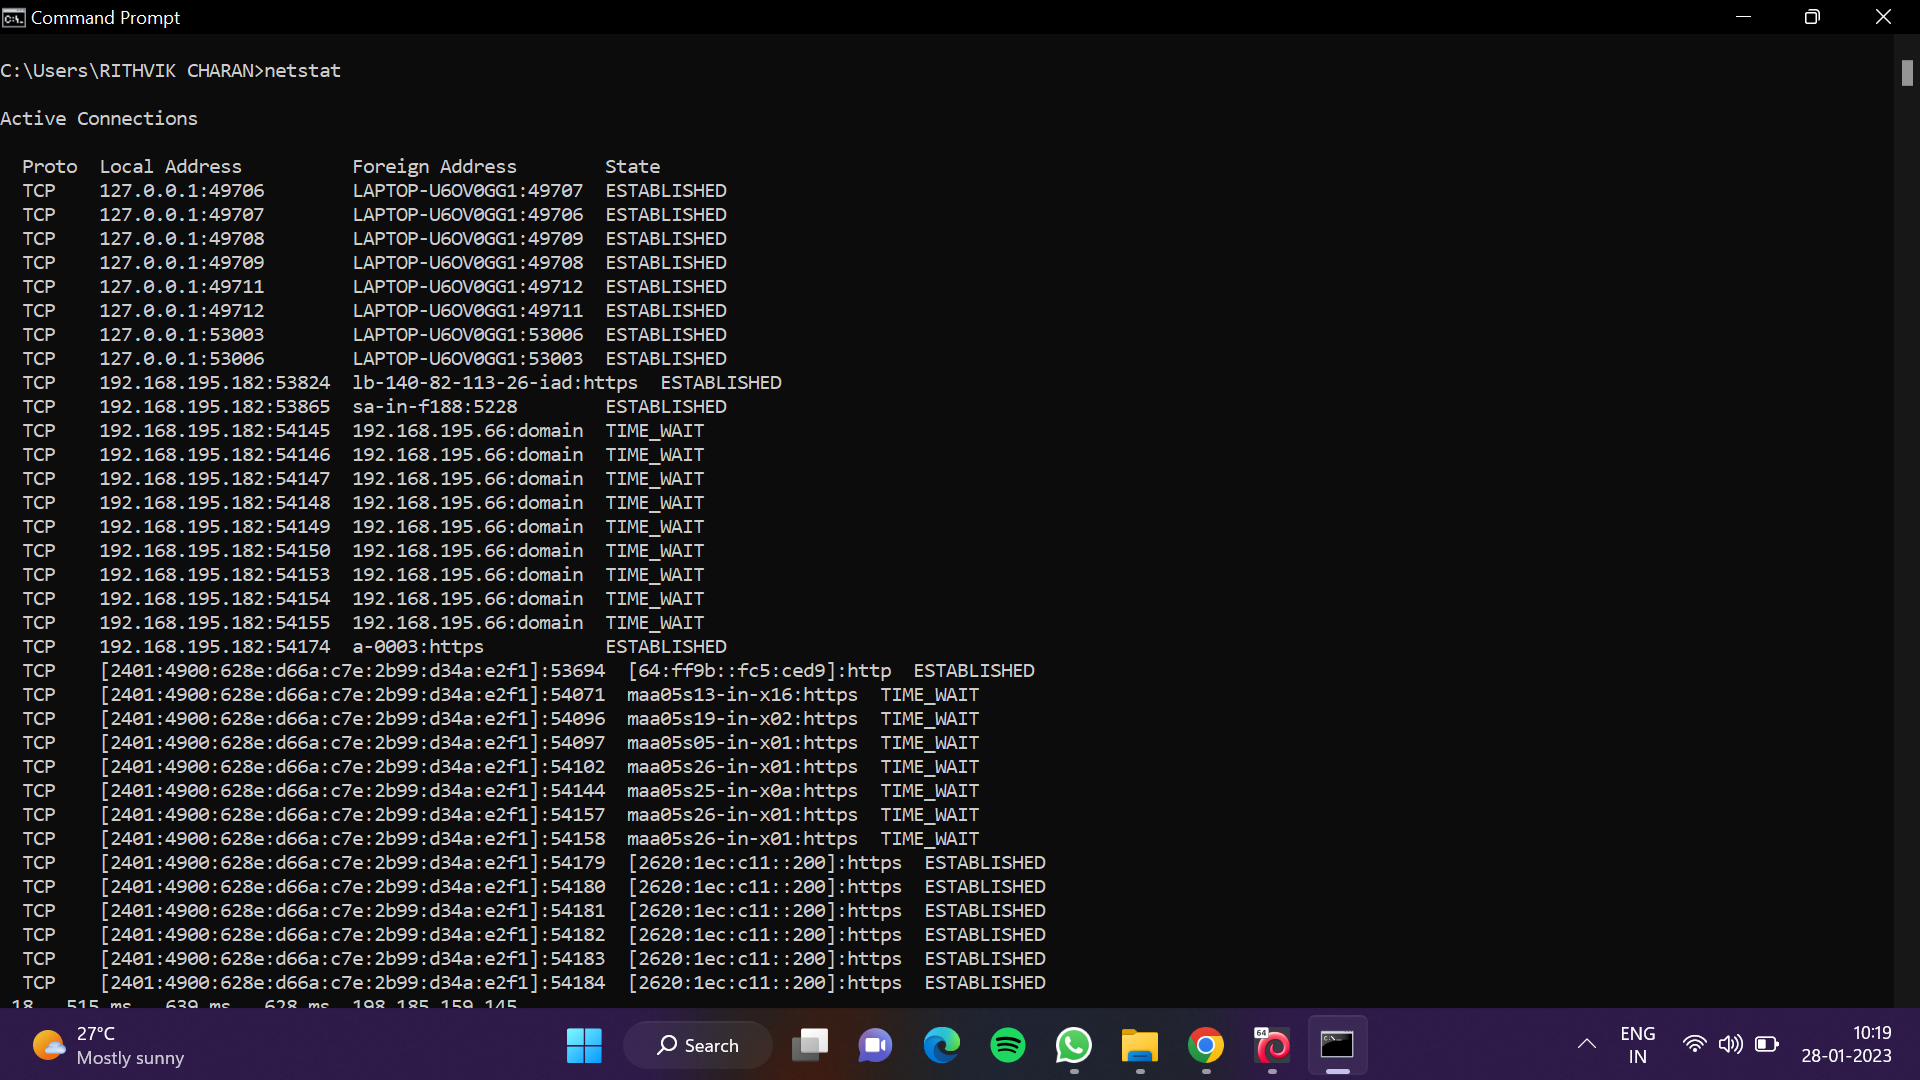 Command Prompt
C:\Users\RITHVIK CHARAN>netstat
Active Connections
Proto  Local Address          Foreign Address        State
TCP    127.0.0.1:49706        LAPTOP-U6OV0GG1:49707  ESTABLISHED
TCP    127.0.0.1:49707        LAPTOP-U6OV0GG1:49706  ESTABLISHED
TCP    127.0.0.1:49708        LAPTOP-U6OV0GG1:49709  ESTABLISHED
TCP    127.0.0.1:49709        LAPTOP-U6OV0GG1:49708  ESTABLISHED
TCP    127.0.0.1:49711        LAPTOP-U6OV0GG1:49712  ESTABLISHED
TCP    127.0.0.1:49712        LAPTOP-U6OV0GG1:49711  ESTABLISHED
TCP    127.0.0.1:53003        LAPTOP-U6OV0GG1:53006  ESTABLISHED
TCP    127.0.0.1:53006        LAPTOP-U6OV0GG1:53003  ESTABLISHED
TCP    192.168.195.182:53824  lb-140-82-113-26-iad:https  ESTABLISHED
TCP    192.168.195.182:53865  sa-in-f188:5228        ESTABLISHED
TCP    192.168.195.182:54145  192.168.195.66:domain  TIME_WAIT
TCP    192.168.195.182:54146  192.168.195.66:domain  TIME_WAIT
TCP    192.168.195.182:54147  192.168.195.66:domain  TIME_WAIT
TCP    192.168.195.182:54148  192.168.195.66:domain  TIME_WAIT
TCP    192.168.195.182:54149  192.168.195.66:domain  TIME_WAIT
TCP    192.168.195.182:54150  192.168.195.66:domain  TIME_WAIT
TCP    192.168.195.182:54153  192.168.195.66:domain  TIME_WAIT
TCP    192.168.195.182:54154  192.168.195.66:domain  TIME_WAIT
TCP    192.168.195.182:54155  192.168.195.66:domain  TIME_WAIT
TCP    192.168.195.182:54174  a-0003:https           ESTABLISHED
TCP    [2401:4900:628e:d66a:c7e:2b99:d34a:e2f1]:53694  [64:ff9b::fc5:ced9]:http  ESTABLISHED
TCP    [2401:4900:628e:d66a:c7e:2b99:d34a:e2f1]:54071  maa05s13-in-x16:https  TIME_WAIT
TCP    [2401:4900:628e:d66a:c7e:2b99:d34a:e2f1]:54096  maa05s19-in-x02:https  TIME_WAIT
TCP    [2401:4900:628e:d66a:c7e:2b99:d34a:e2f1]:54097  maa05s05-in-x01:https  TIME_WAIT
TCP    [2401:4900:628e:d66a:c7e:2b99:d34a:e2f1]:54102  maa05s26-in-x01:https  TIME_WAIT
TCP    [2401:4900:628e:d66a:c7e:2b99:d34a:e2f1]:54144  maa05s25-in-x0a:https  TIME_WAIT
TCP    [2401:4900:628e:d66a:c7e:2b99:d34a:e2f1]:54157  maa05s26-in-x01:https  TIME_WAIT
TCP    [2401:4900:628e:d66a:c7e:2b99:d34a:e2f1]:54158  maa05s26-in-x01:https  TIME_WAIT
TCP    [2401:4900:628e:d66a:c7e:2b99:d34a:e2f1]:54179  [2620:1ec:c11::200]:https  ESTABLISHED
TCP    [2401:4900:628e:d66a:c7e:2b99:d34a:e2f1]:54180  [2620:1ec:c11::200]:https  ESTABLISHED
TCP    [2401:4900:628e:d66a:c7e:2b99:d34a:e2f1]:54181  [2620:1ec:c11::200]:https  ESTABLISHED
TCP    [2401:4900:628e:d66a:c7e:2b99:d34a:e2f1]:54182  [2620:1ec:c11::200]:https  ESTABLISHED
TCP    [2401:4900:628e:d66a:c7e:2b99:d34a:e2f1]:54183  [2620:1ec:c11::200]:https  ESTABLISHED
TCP    [2401:4900:628e:d66a:c7e:2b99:d34a:e2f1]:54184  [2620:1ec:c11::200]:https  ESTABLISHED
18   515 ms   639 ms   628 ms  198.185.159.145
27°C
Mostly sunny
Search
64
ENG
IN
10:19
28-01-2023